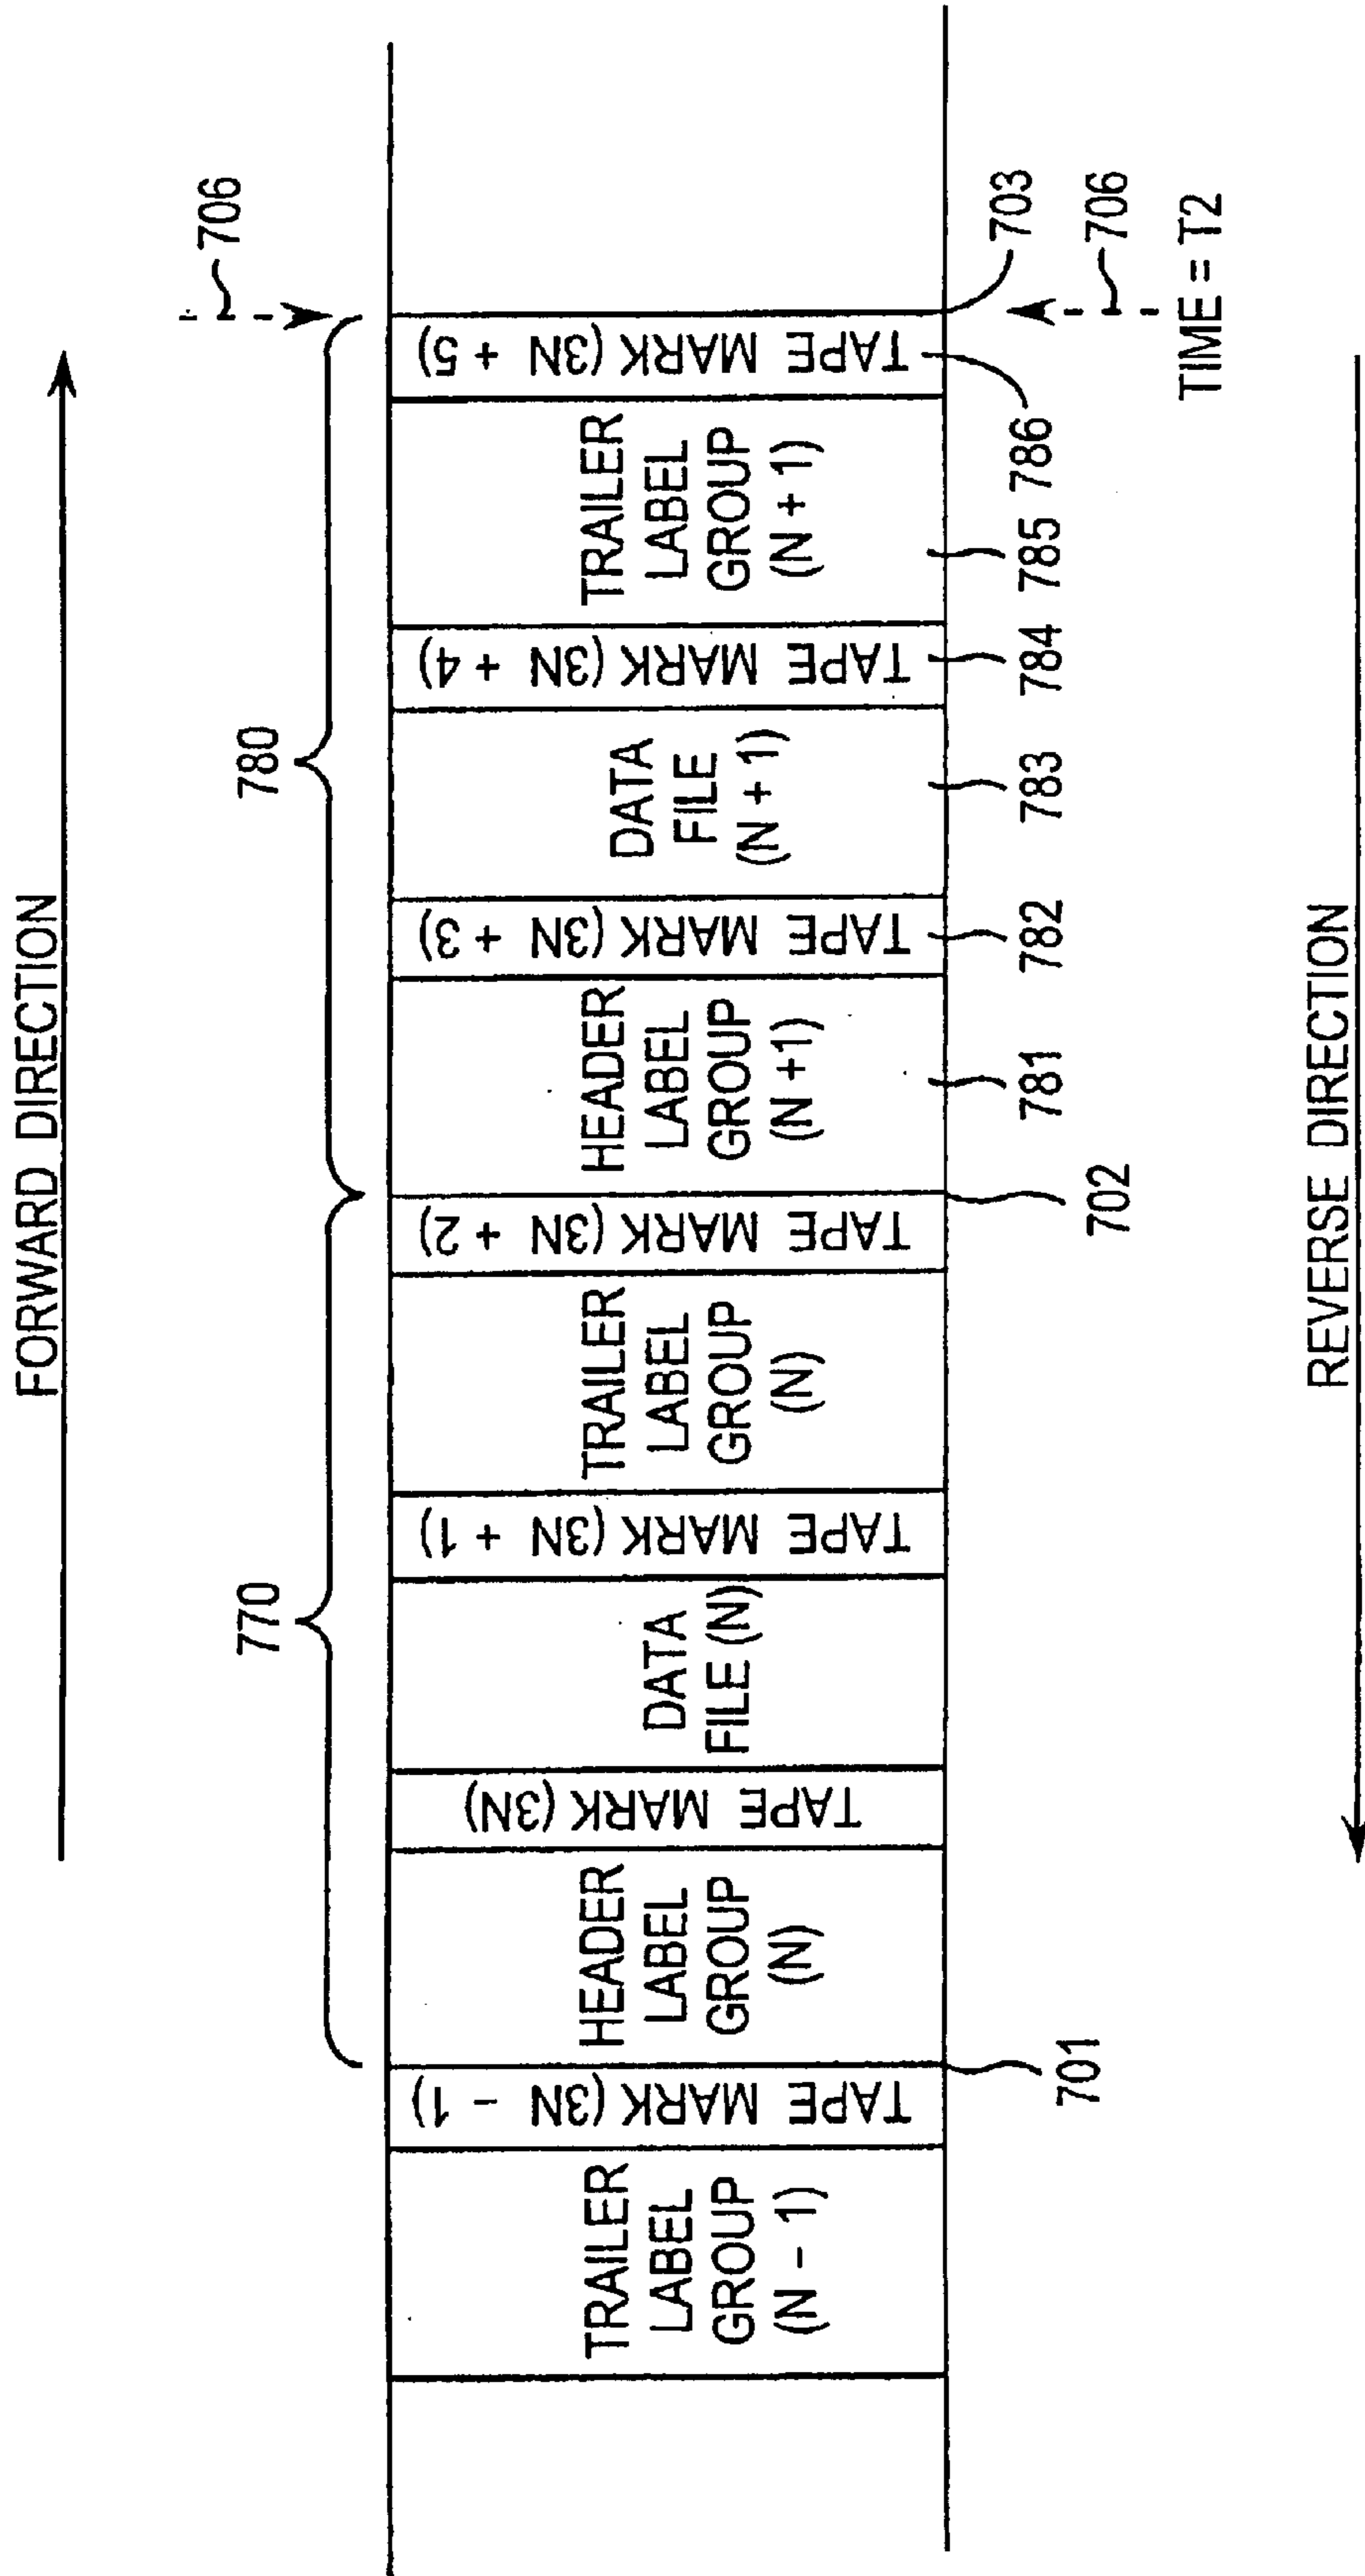 FORWARD DIRECTION
706
770
780
TRAILER
LABEL
GROUP
(N - 1)
TAPE MARK (3N - 1)
HEADER
LABEL
GROUP
(N)
TAPE MARK (3N)
DATA
FILE (N)
TAPE MARK (3N + 1)
TRAILER
LABEL
GROUP
(N)
TAPE MARK (3N + 2)
HEADER
LABEL
GROUP
(N +1)
TAPE MARK (3N + 3)
DATA
FILE
(N + 1)
TAPE MARK (3N + 4)
TRAILER
LABEL
GROUP
(N + 1)
TAPE MARK (3N + 5)
701
702
781
782
783
784
785
786
703
706
TIME = T2
REVERSE DIRECTION